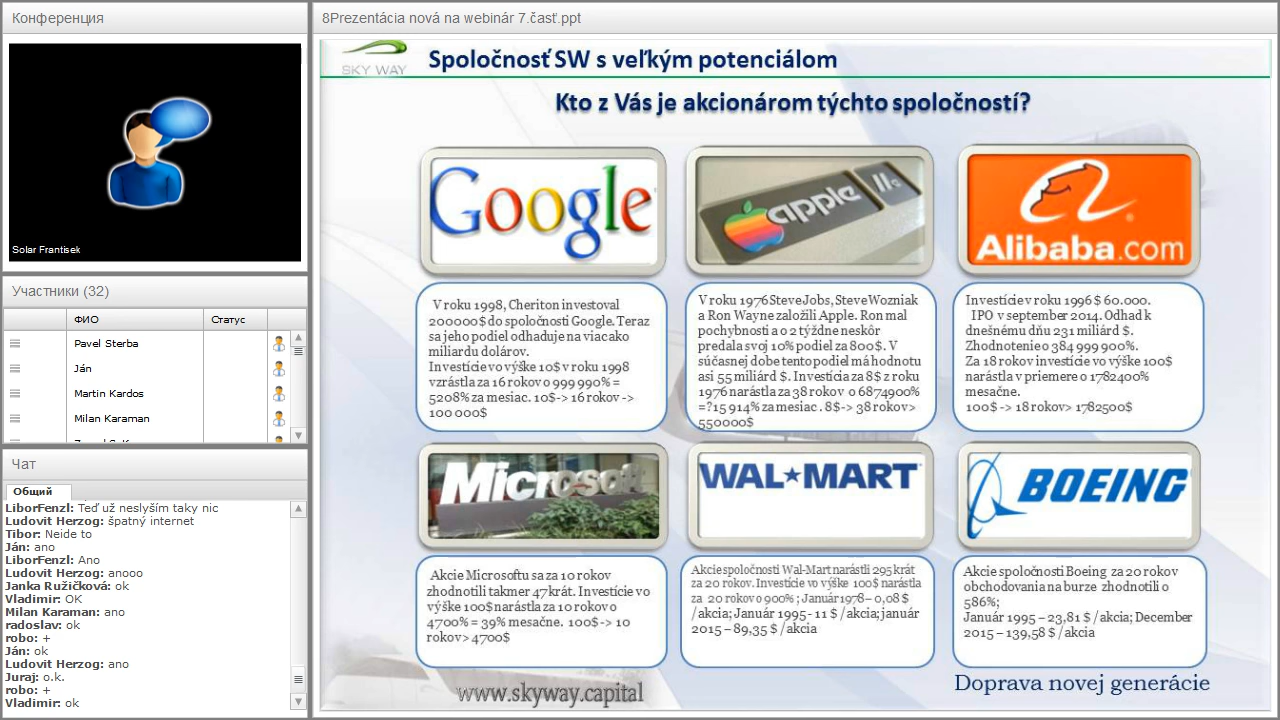 Конференция
Solar Frantisek
Участники (32)
ФИО
Статус
Pavel Sterba
Ján
Martin Kardos
Milan Karaman
Чат
Общий
LiborFenzl: Teď už neslyším taky nic
Ludovit Herzog: špatný internet
Tibor: Neide to
Ján: ano
LiborFenzl: Ano
Ludovit Herzog: anooo
Janka Ružičková: ok
Vladimir: OK
Milan Karaman: ano
radoslav: ok
robo: +
Ján: ok
Ludovit Herzog: ano
Juraj: o.k.
robo: +
Vladimir: ok
8Prezentácia nová na webinár 7.časť.ppt
SKY WAY
Spoločnosť SW s veľkým potenciálom
Kto z Vás je akcionárom týchto spoločností?
Google
V roku 1998, Cheriton investoval
200000$ do spoločnosti Google. Teraz
sa jeho podiel odhaduje na viac ako
miliardu dolárov.
Investície vo výške 10$ v roku 1998
vzrástla za 16 rokov o 999 990% =
5208% za mesiac. 10$-> 16 rokov ->
100 000$
apple
V roku 1976 Steve Jobs, Steve Wozniak
a Ron Wayne založili Apple. Ron mal
pochybnosti a o 2 týždne neskôr
predala svoj 10% podiel za 800$. V
súčasnej dobe tento podiel má hodnotu
asi 55 miliárd $. Investícia za 8$ z roku
1976 narástla za 38 rokov o 6874900%
=?15 914% za mesiac . 8$-> 38 rokov>
550000$
Alibaba.com
Investície v roku 1996 $ 60.000.
IPO v september 2014. Odhad k
dnešnému dňu 231 miliárd $.
Zhodnotenie o 384 999 900%.
Za 18 rokov investície vo výške 100$
narástla v priemere o 1782400%
mesačne.
100$ -> 18 rokov> 1782500$
Microsoft
Akcie Microsoftu sa za 10 rokov
zhodnotili takmer 47 krát. Investície vo
výške 100$ narástla za 10 rokov o
4700% = 39% mesačne. 100$ -> 10
rokov> 4700$
WAL★MART
Akcie spoločnosti Wal-Mart narástli 295 krát
za 20 rokov. Investície vo výške 100$ narástla
za 20 rokov o 900% ; Január 1978 – 0,08 $
/akcia; Január 1995 - 11 $ /akcia; január
2015 – 89,35 $ /akcia
BOEING
Akcie spoločnosti Boeing za 20 rokov
obchodovania na burze zhodnotili o
586%;
Január 1995 – 23,81 $ /akcia; December
2015 – 139,58 $ /akcia
www.skyway.capital
Doprava novej generácie